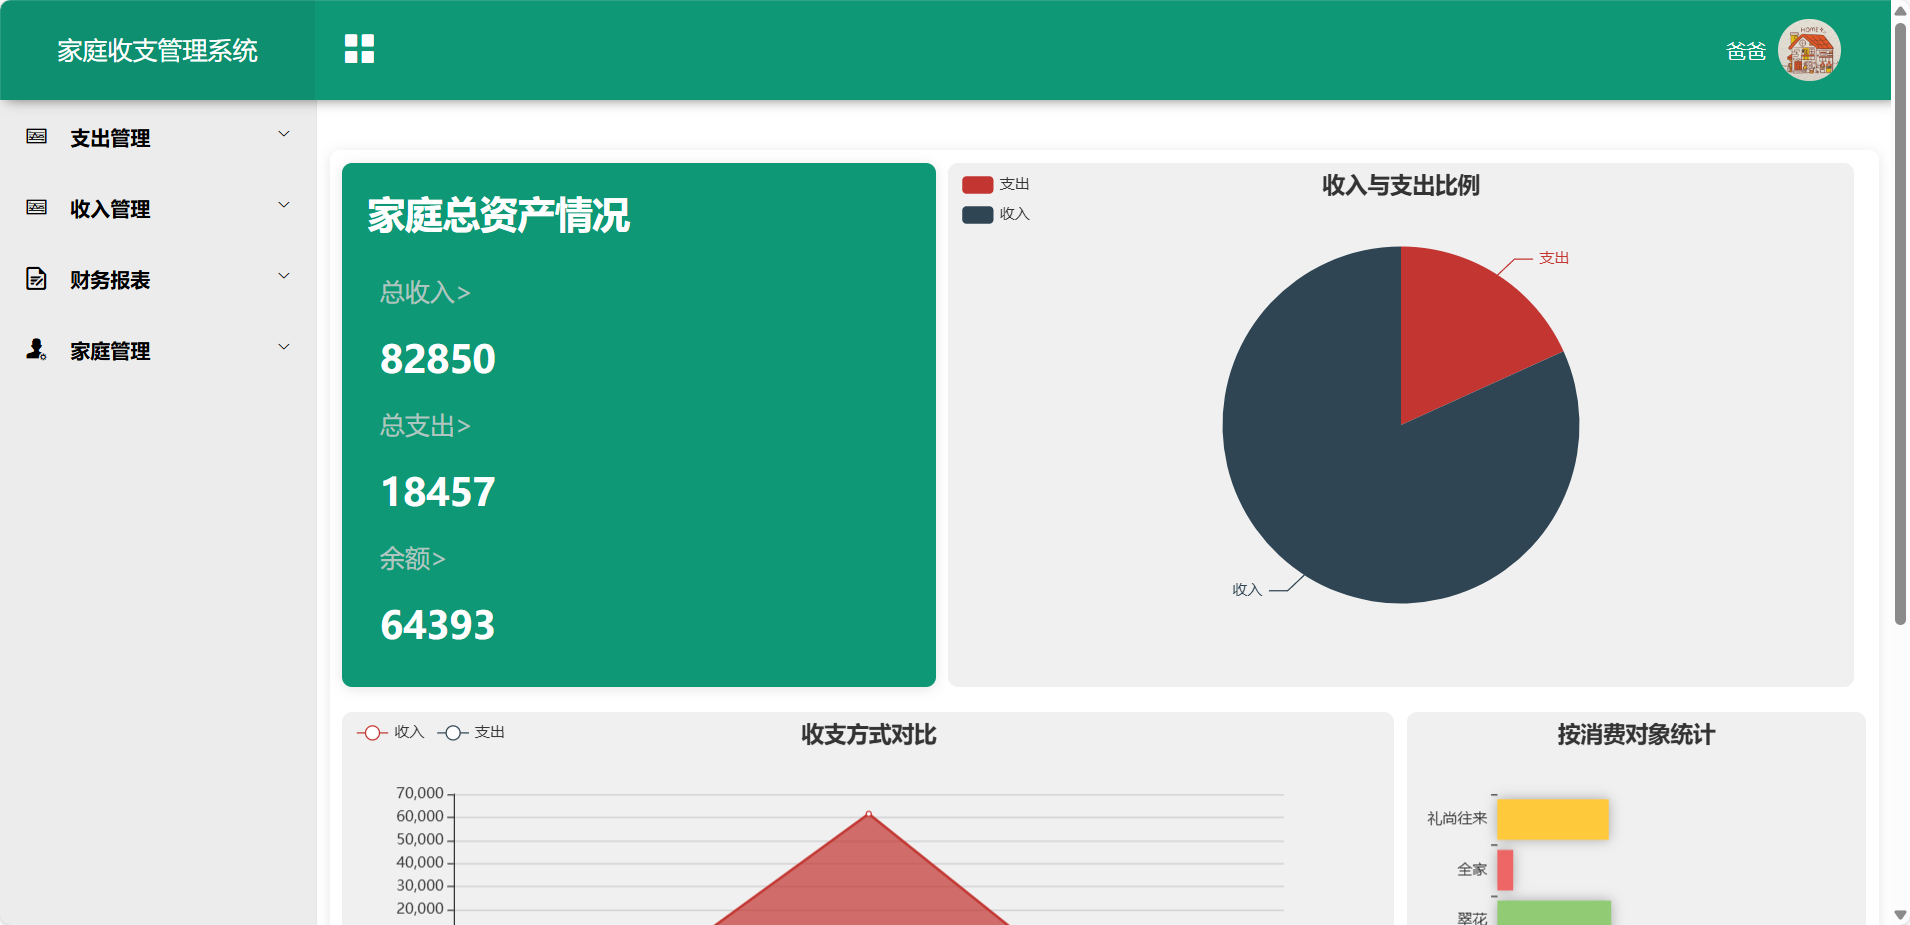 家庭收支管理系统
爸爸
支出管理
收入管理
财务报表
家庭管理
家庭总资产情况
总收入>
82850
总支出>
18457
余额>
64393
支出
收入
收入与支出比例
支出
收入
收入
支出
收支方式对比
70,000
60,000
50,000
40,000
30,000
20,000
按消费对象统计
礼尚往来
全家
翠花